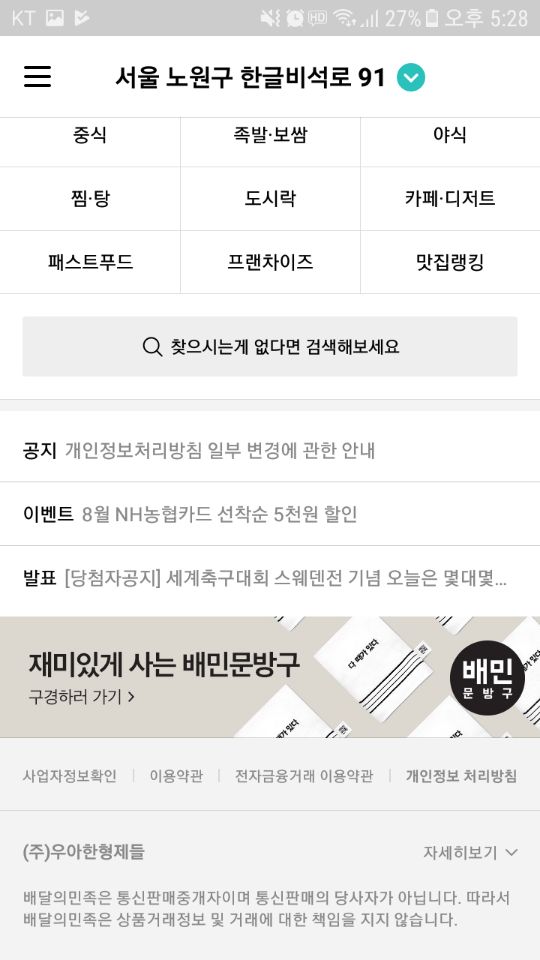 KT HD 27% 오후 5:28
서울 노원구 한글비석로 91
중식 족발·보쌈 야식
찜·탕 도시락 카페·디저트
패스트푸드 프랜차이즈 맛집랭킹
찾으시는게 없다면 검색해보세요
공지 개인정보처리방침 일부 변경에 관한 안내
이벤트 8월 NH농협카드 선착순 5천원 할인
발표 [당첨자공지] 세계축구대회 스웨덴전 기념 오늘은 몇대몇...
재미있게 사는 배민문방구
구경하러 가기 >
다 때가 있다
배민
문방구
다 때가 있다
사업자정보확인 | 이용약관 | 전자금융거래 이용약관 | 개인정보 처리방침
(주)우아한형제들 자세히보기
배달의민족은 통신판매중개자이며 통신판매의 당사자가 아닙니다. 따라서
배달의민족은 상품거래정보 및 거래에 대한 책임을 지지 않습니다.